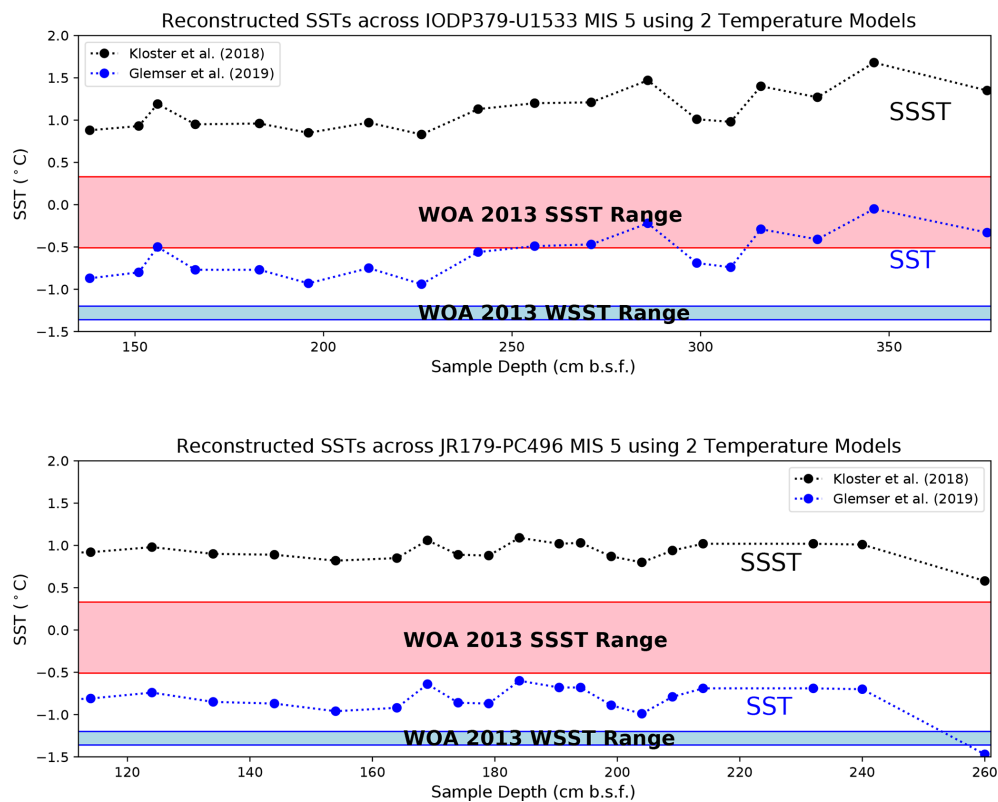 Reconstructed SSTs across IODP379-U1533 MIS 5 using 2 Temperature Models
2.0
1.5
1.0
0.5
0.0
−0.5
−1.0
−1.5
SST (°C)
Kloster et al. (2018)
Glemser et al. (2019)
SSST
WOA 2013 SSST Range
SST
WOA 2013 WSST Range
150 200 250 300 350
Sample Depth (cm b.s.f.)
Reconstructed SSTs across JR179-PC496 MIS 5 using 2 Temperature Models
2.0
1.5
1.0
0.5
0.0
−0.5
−1.0
−1.5
SST (°C)
Kloster et al. (2018)
Glemser et al. (2019)
SSST
WOA 2013 SSST Range
SST
WOA 2013 WSST Range
120 140 160 180 200 220 240 260
Sample Depth (cm b.s.f.)